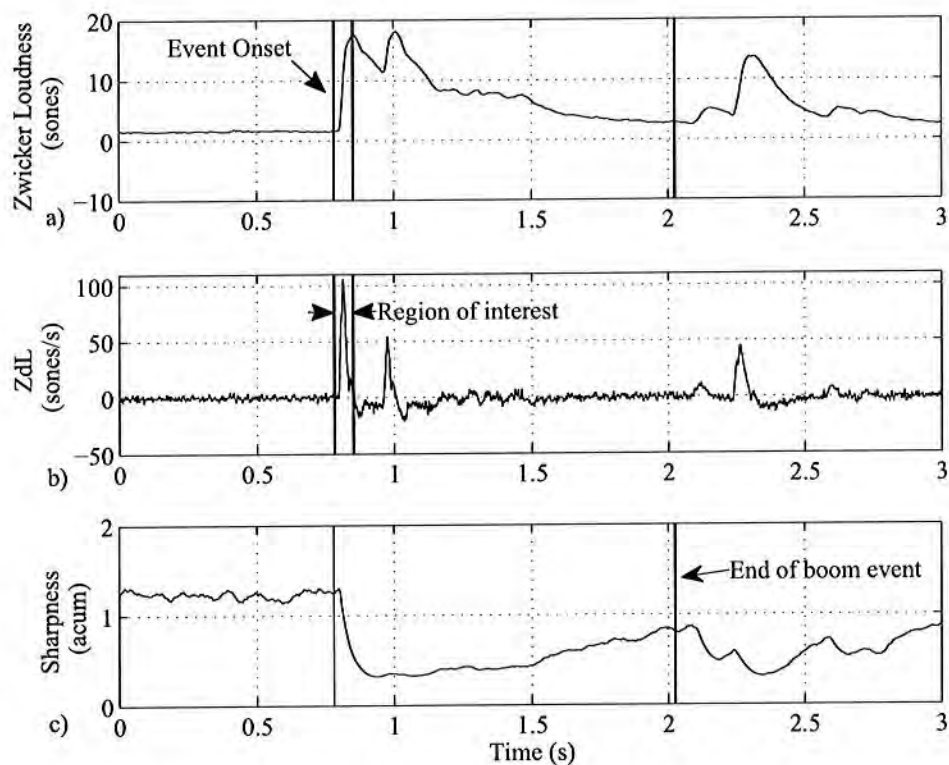 20
10
0
−10
Zwicker Loudness
(sones)
Event Onset
a)
0 0.5 1 1.5 2 2.5 3
100
50
0
−50
ZdL
(sones/s)
Region of interest
b)
0 0.5 1 1.5 2 2.5 3
2
1
0
Sharpness
(acum)
End of boom event
c)
0 0.5 1 1.5 2 2.5 3
Time (s)